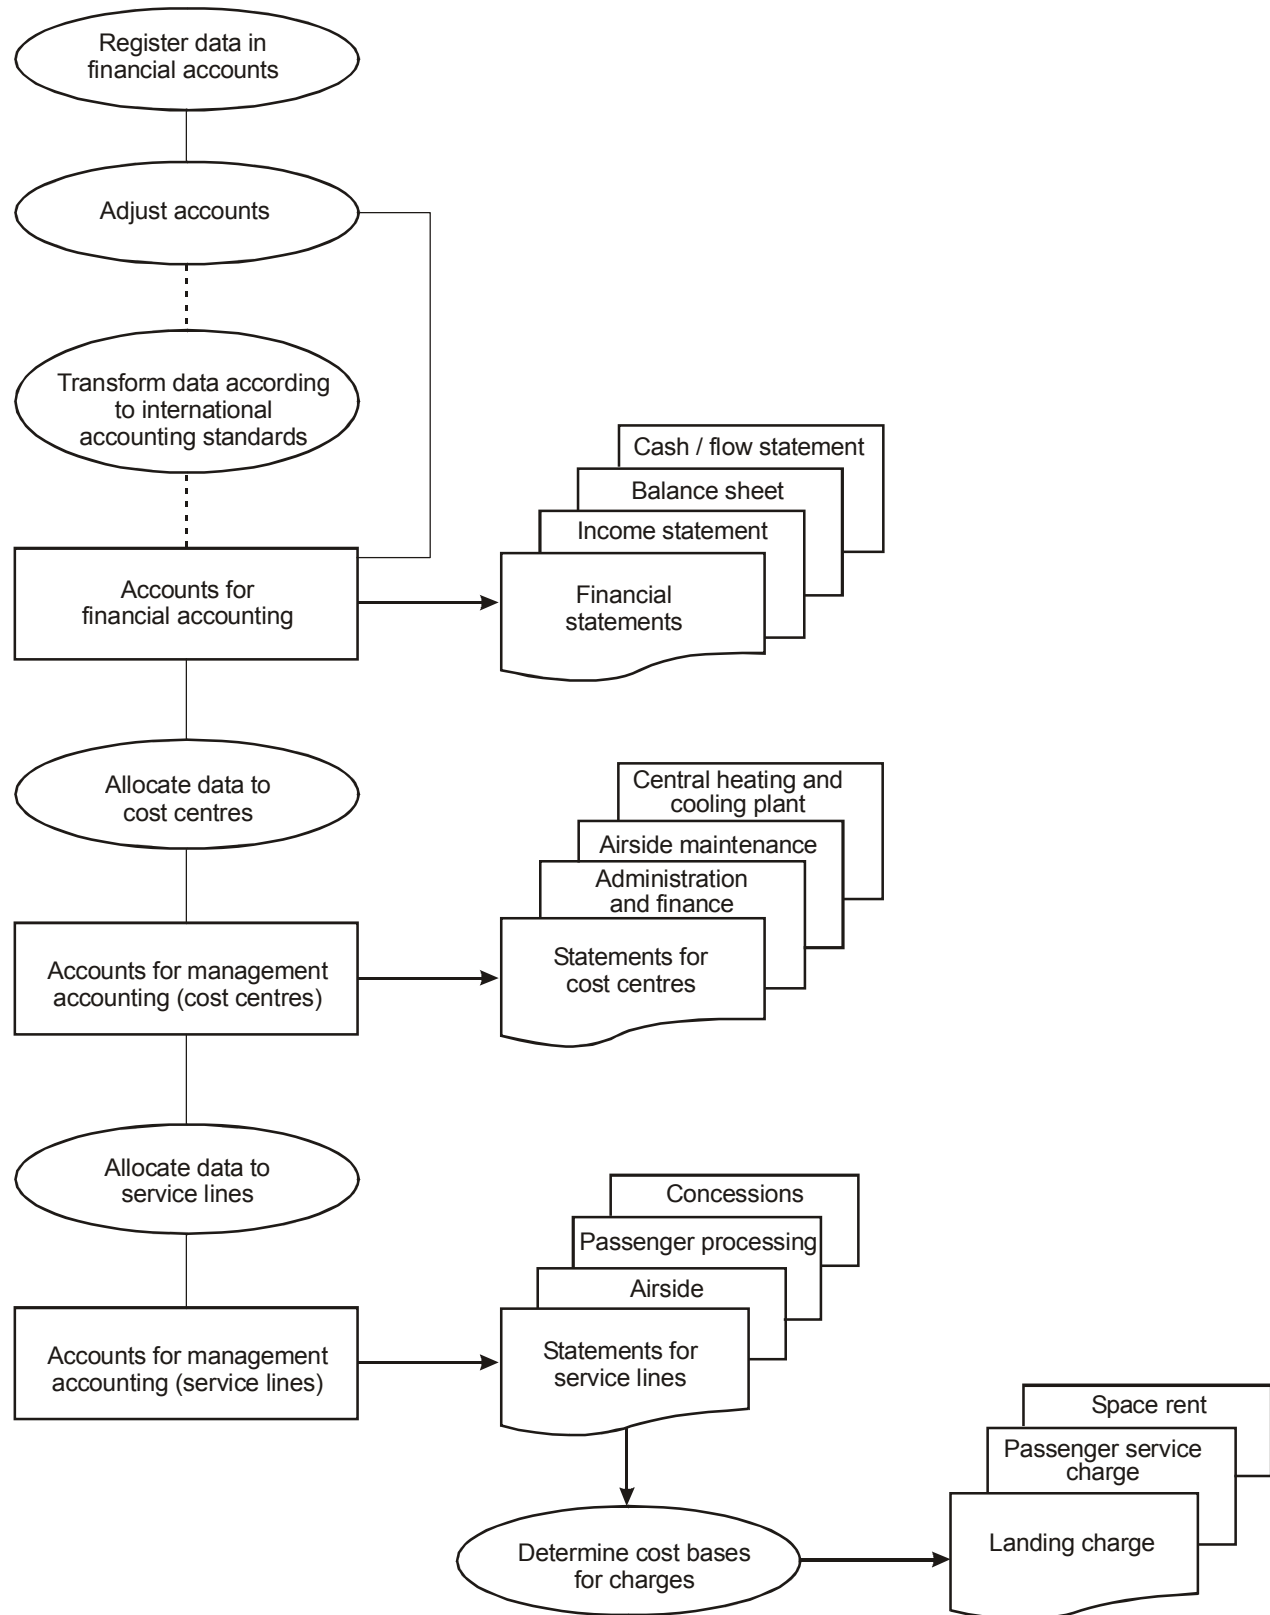 Register data in
financial accounts
Adjust accounts
Transform data according
to international
accounting standards
Cash / flow statement
Balance sheet
Income statement
Accounts for
financial accounting
Financial
statements
Allocate data to
cost centres
Central heating and
cooling plant
Airside maintenance
Administration
and finance
Accounts for management
accounting (cost centres)
Statements for
cost centres
Allocate data to
service lines
Concessions
Passenger processing
Airside
Accounts for management
accounting (service lines)
Statements for
service lines
Space rent
Passenger service
charge
Landing charge
Determine cost bases
for charges